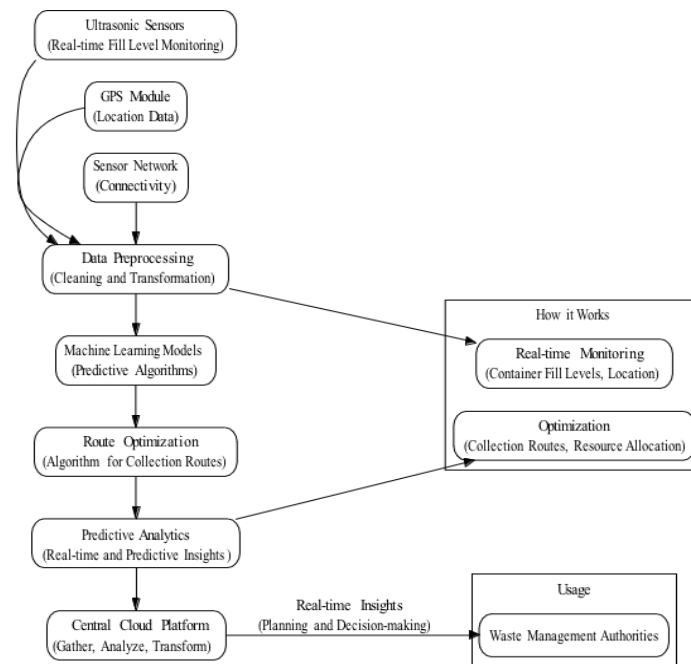 Ultrasonic Sensors
(Real-time Fill Level Monitoring)
GPS Module
(Location Data)
Sensor Network
(Connectivity)
Data Preprocessing
(Cleaning and Transformation)
How it Works
Machine Learning Models
(Predictive Algorithms)
Real-time Monitoring
(Container Fill Levels, Location)
Route Optimization
(Algorithm for Collection Routes)
Optimization
(Collection Routes, Resource Allocation)
Predictive Analytics
(Real-time and Predictive Insights)
Central Cloud Platform
(Gather, Analyze, Transform)
Real-time Insights
(Planning and Decision-making)
Usage
Waste Management Authorities